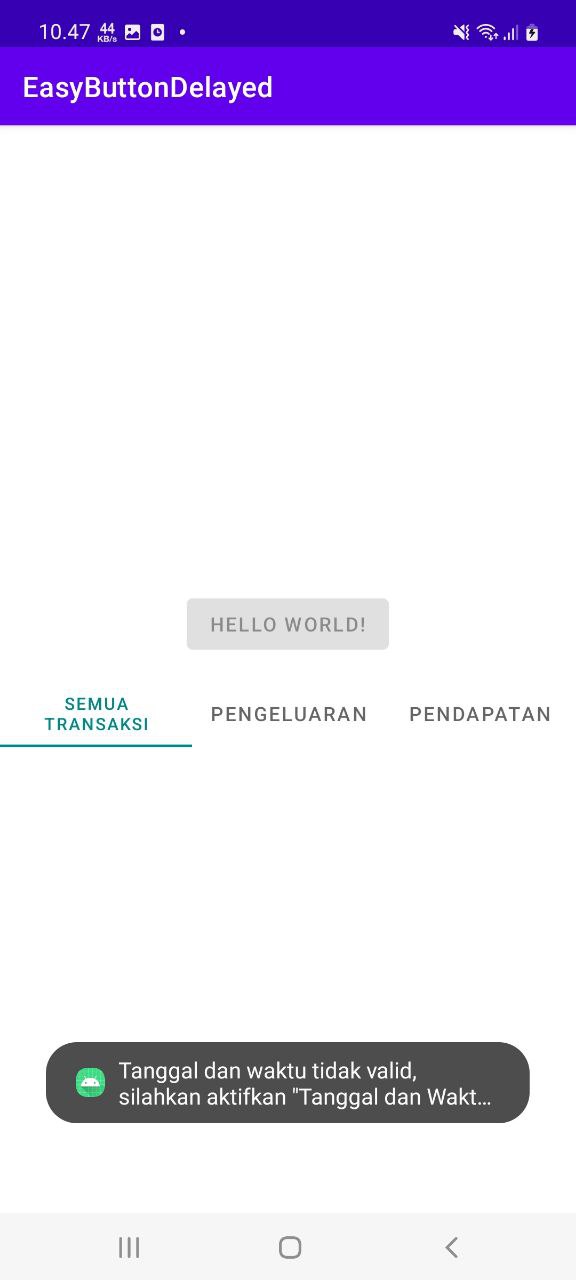 10.47 44 KB/s
EasyButtonDelayed
HELLO WORLD!
SEMUA
TRANSAKSI
PENGELUARAN
PENDAPATAN
Tanggal dan waktu tidak valid,
silahkan aktifkan "Tanggal dan Wakt...